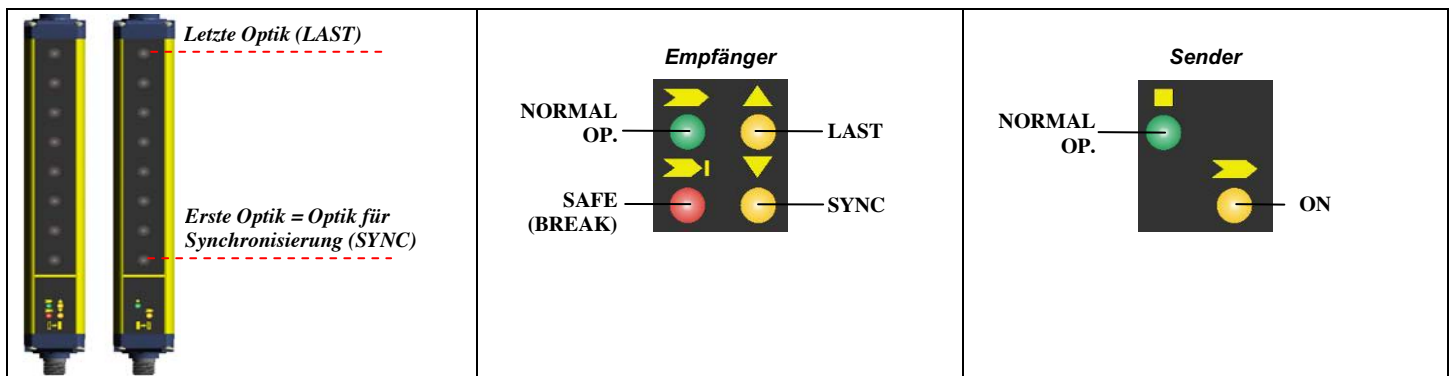 Letzte Optik (LAST)
Erste Optik = Optik für
Synchronisierung (SYNC)
Empfänger
NORMAL
OP.
LAST
SAFE
(BREAK)
SYNC
Sender
NORMAL
OP.
ON